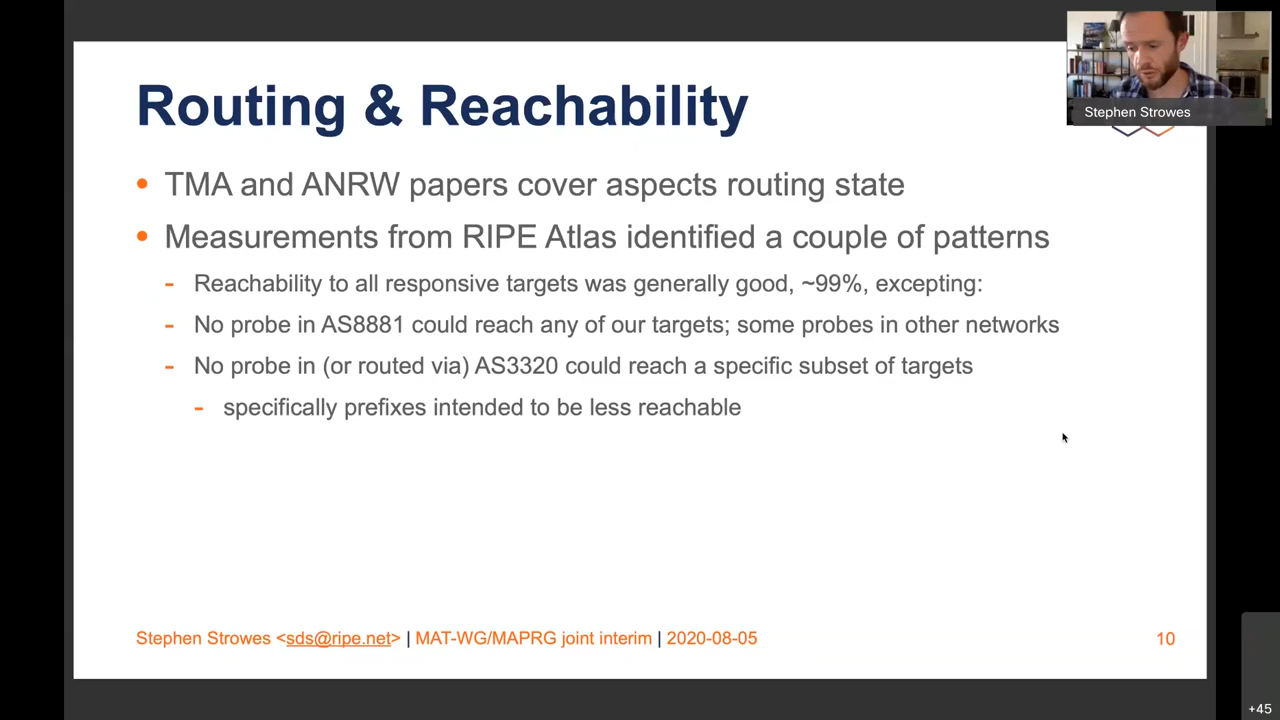 Stephen Strowes
Routing & Reachability
• TMA and ANRW papers cover aspects routing state
• Measurements from RIPE Atlas identified a couple of patterns
- Reachability to all responsive targets was generally good, ~99%, excepting:
- No probe in AS8881 could reach any of our targets; some probes in other networks
- No probe in (or routed via) AS3320 could reach a specific subset of targets
- specifically prefixes intended to be less reachable
Stephen Strowes <sds@ripe.net> | MAT-WG/MAPRG joint interim | 2020-08-05
10
+45